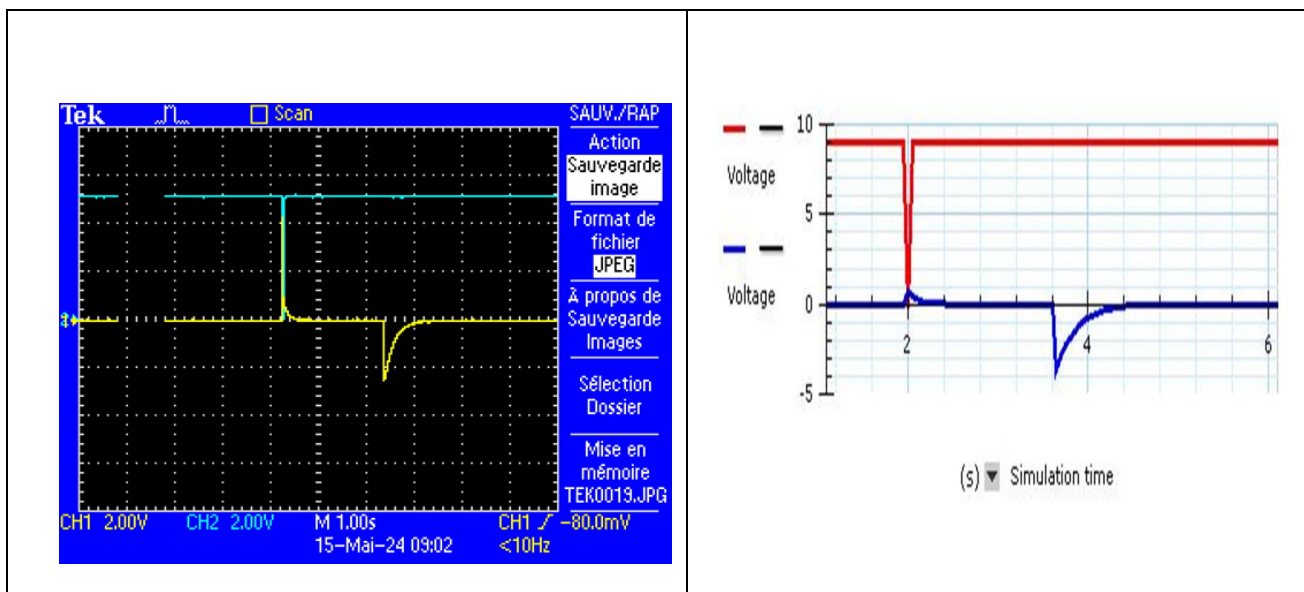 Tek
Scan
SAUV./RAP
Action
Sauvegarde
image
Format de
fichier
JPEG
À propos de
Sauvegarde
Images
Sélection
Dossier
Mise en
mémoire
TEK0019.JPG
CH1 2.00V CH2 2.00V M 1.00s CH1 -80.0mV
15-Mai-24 09:02 <10Hz
10
Voltage
5
Voltage
0
2 4 6
-5
(s) Simulation time